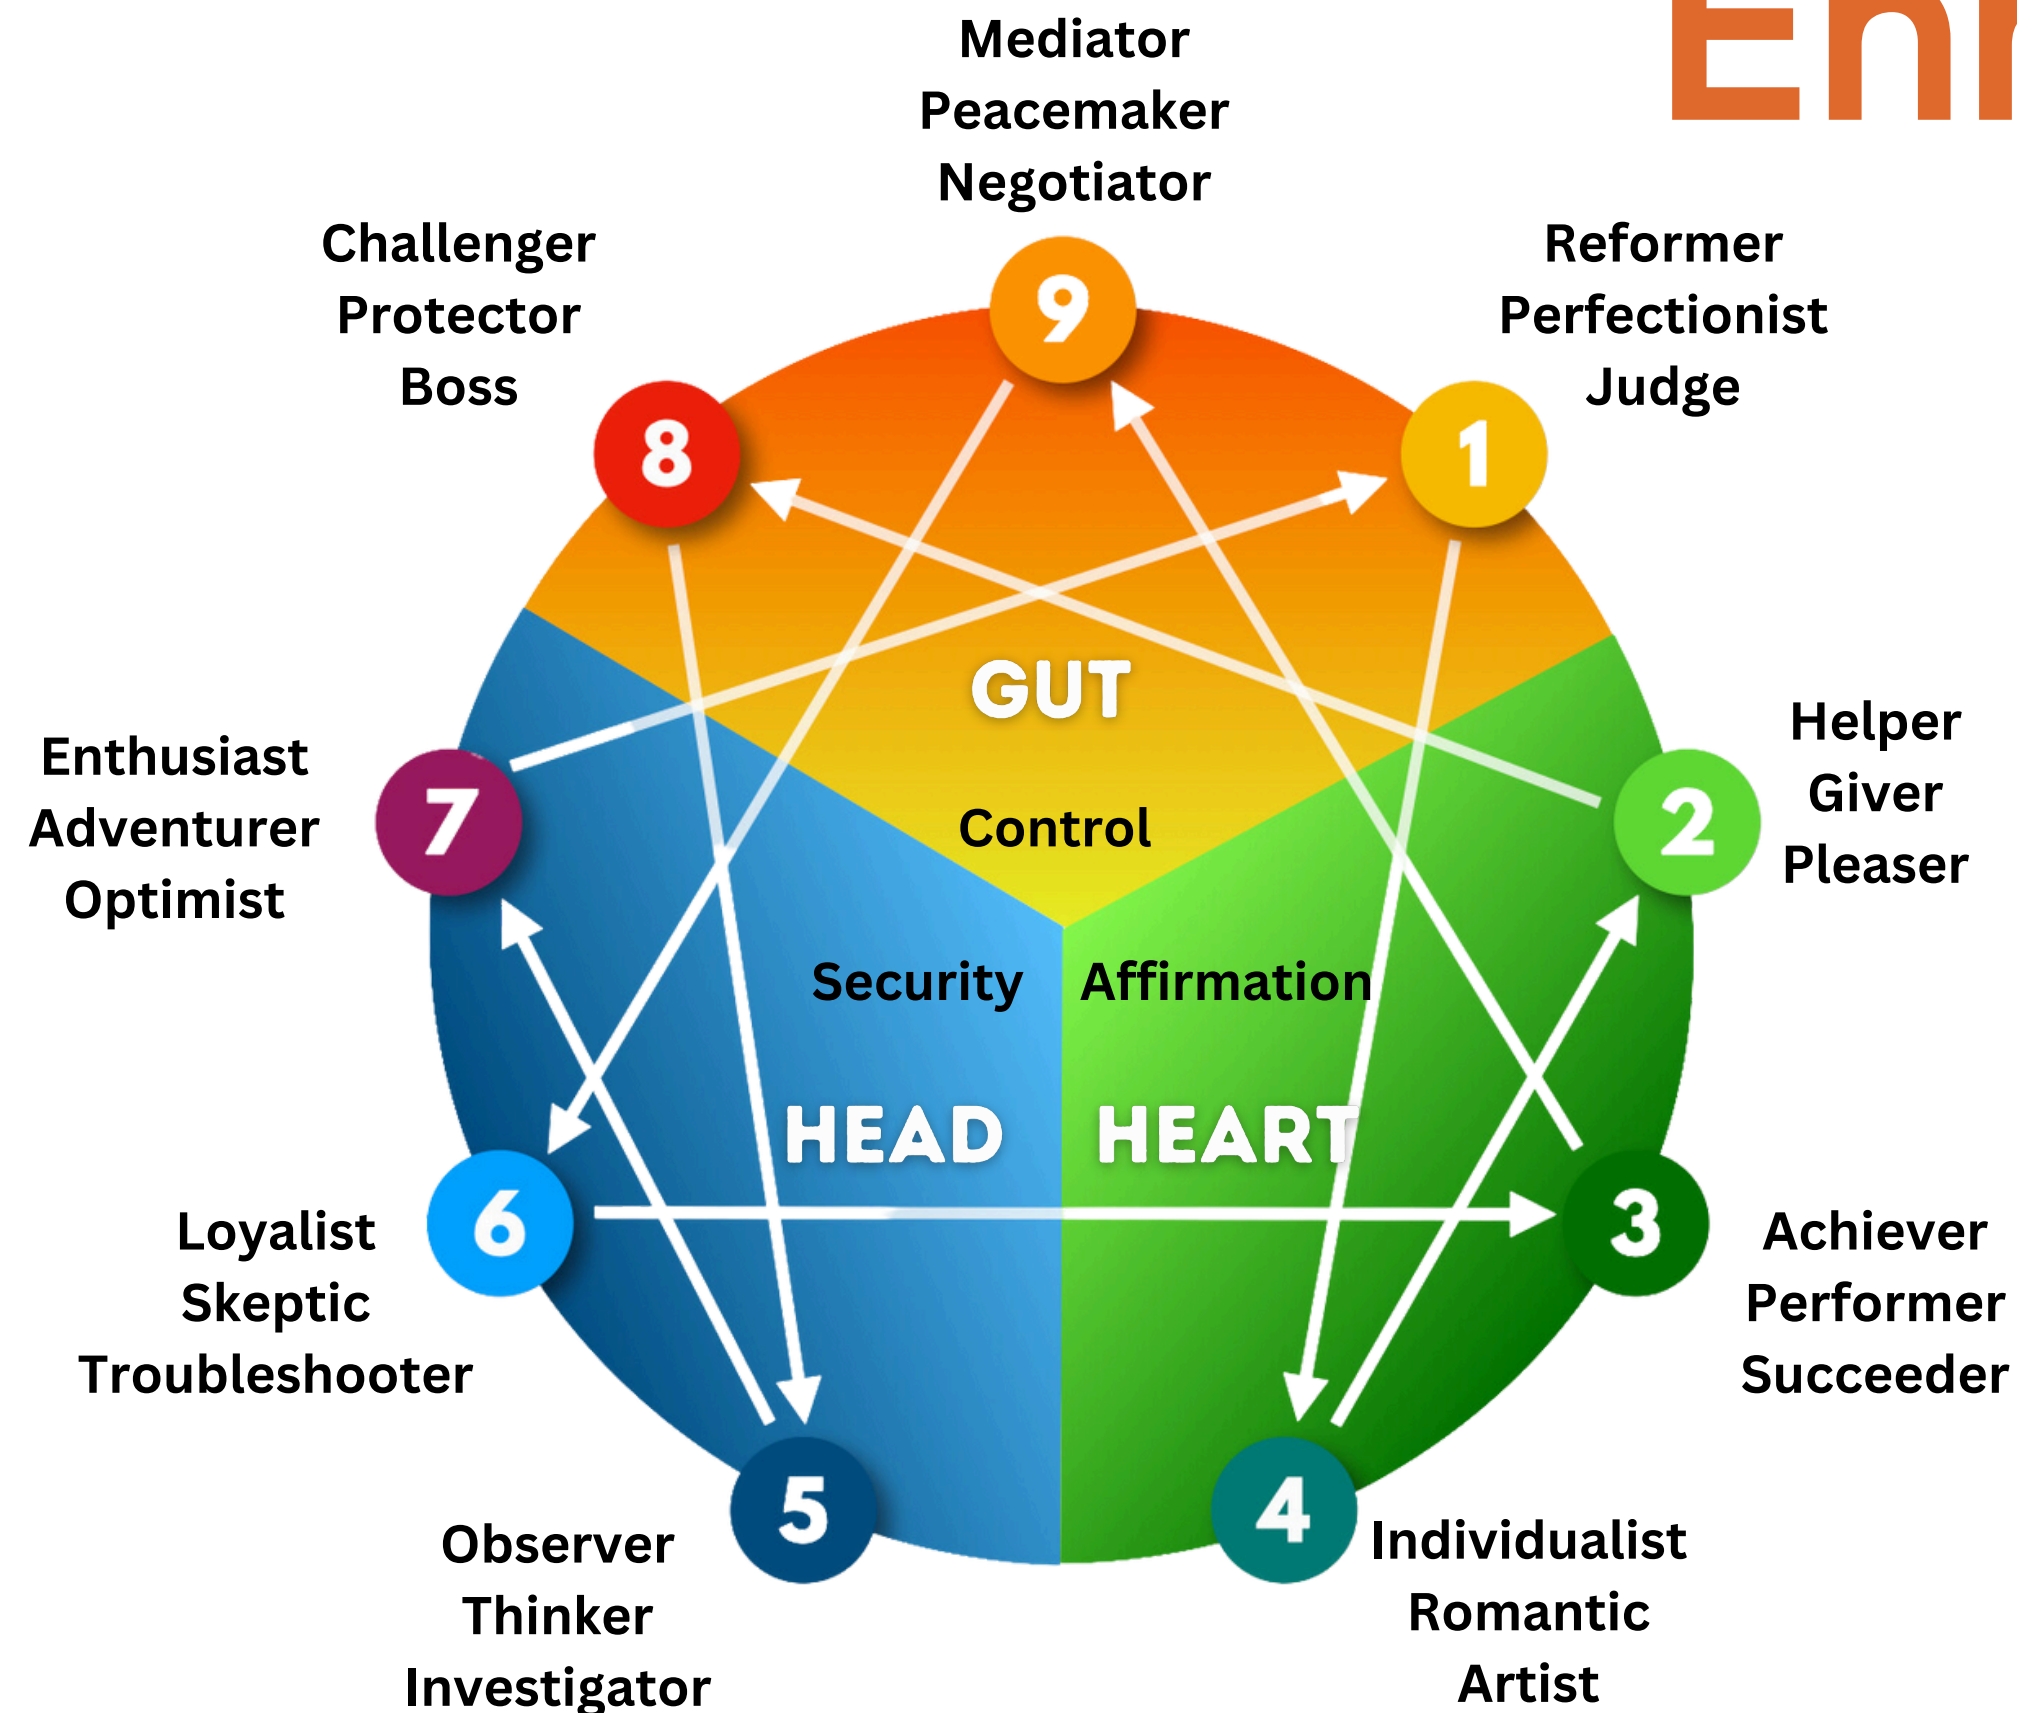 Mediator
Peacemaker
Negotiator
Challenger
Protector
Boss
Reformer
Perfectionist
Judge
9
8
1
GUT
Control
Enthusiast
Adventurer
Optimist
7
Helper
Giver
Pleaser
2
Security
Affirmation
HEAD
HEART
Loyalist
Skeptic
Troubleshooter
6
3
Achiever
Performer
Succeeder
5
4
Observer
Thinker
Investigator
Individualist
Romantic
Artist